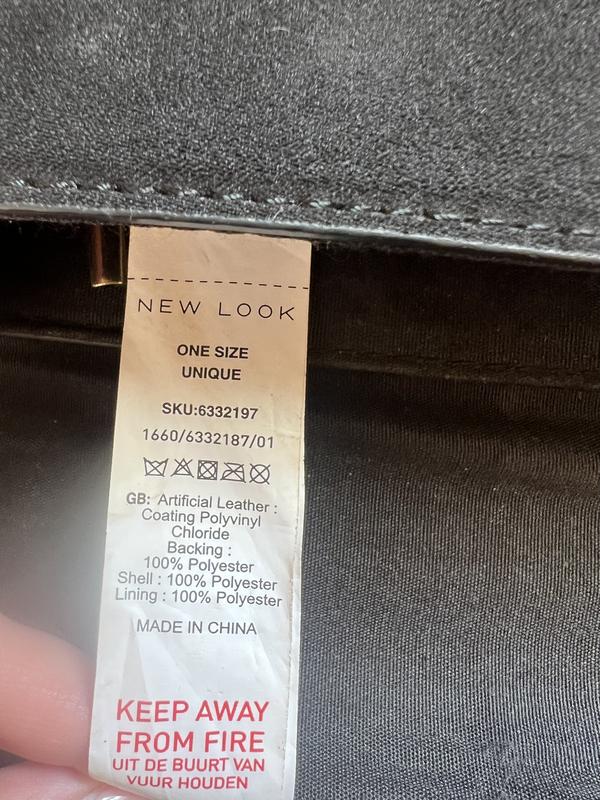 NEW LOOK
ONE SIZE
UNIQUE
SKU:6332197
1660/6332187/01
GB: Artificial Leather :
Coating Polyvinyl
Chloride
Backing :
100% Polyester
Shell : 100% Polyester
Lining : 100% Polyester
MADE IN CHINA
KEEP AWAY
FROM FIRE
UIT DE BUURT VAN
VUUR HOUDEN